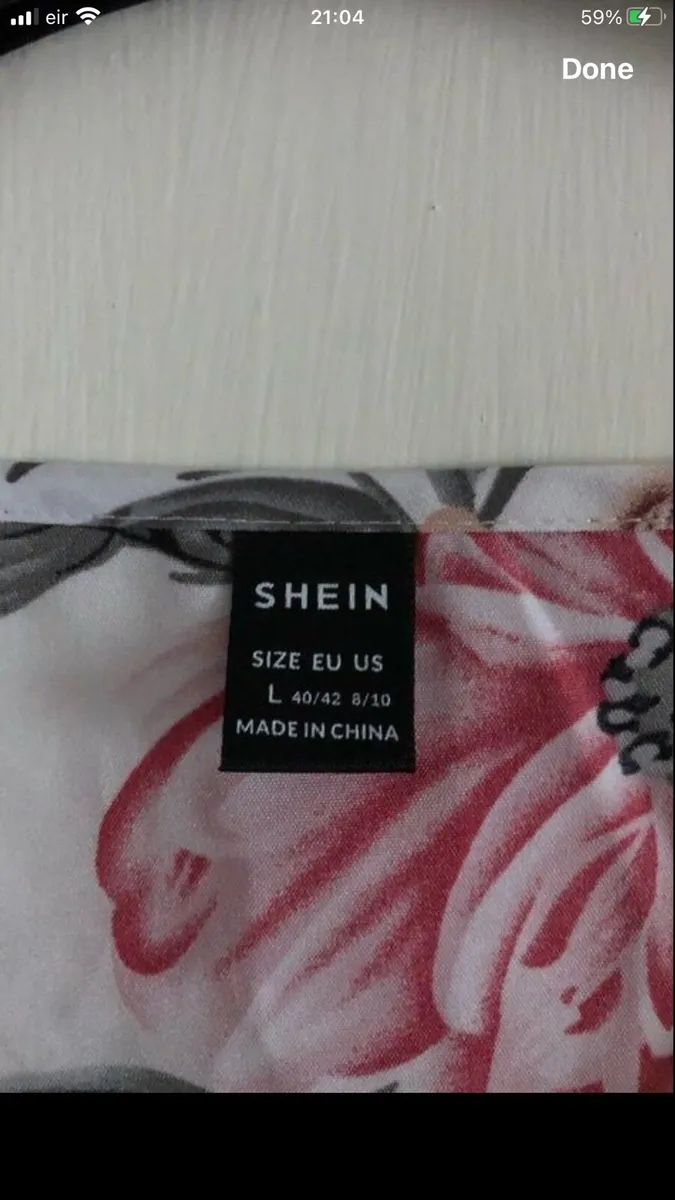 eir 21:04 59%
Done
SHEIN
SIZE EU US
L 40/42 8/10
MADE IN CHINA